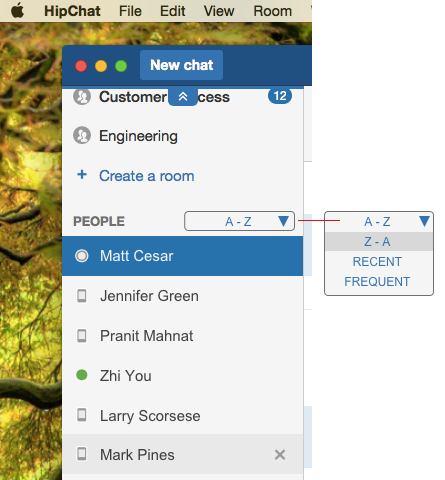 HipChat File Edit View Room
New chat
Customer cess 12
Engineering
+ Create a room
PEOPLE A - Z
Matt Cesar
Jennifer Green
Pranit Mahnat
Zhi You
Larry Scorsese
Mark Pines
A - Z
Z - A
RECENT
FREQUENT